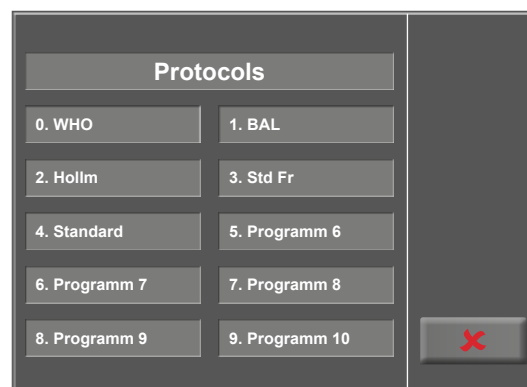 Protocols
0. WHO
1. BAL
2. Hollm
3. Std Fr
4. Standard
5. Programm 6
6. Programm 7
7. Programm 8
8. Programm 9
9. Programm 10